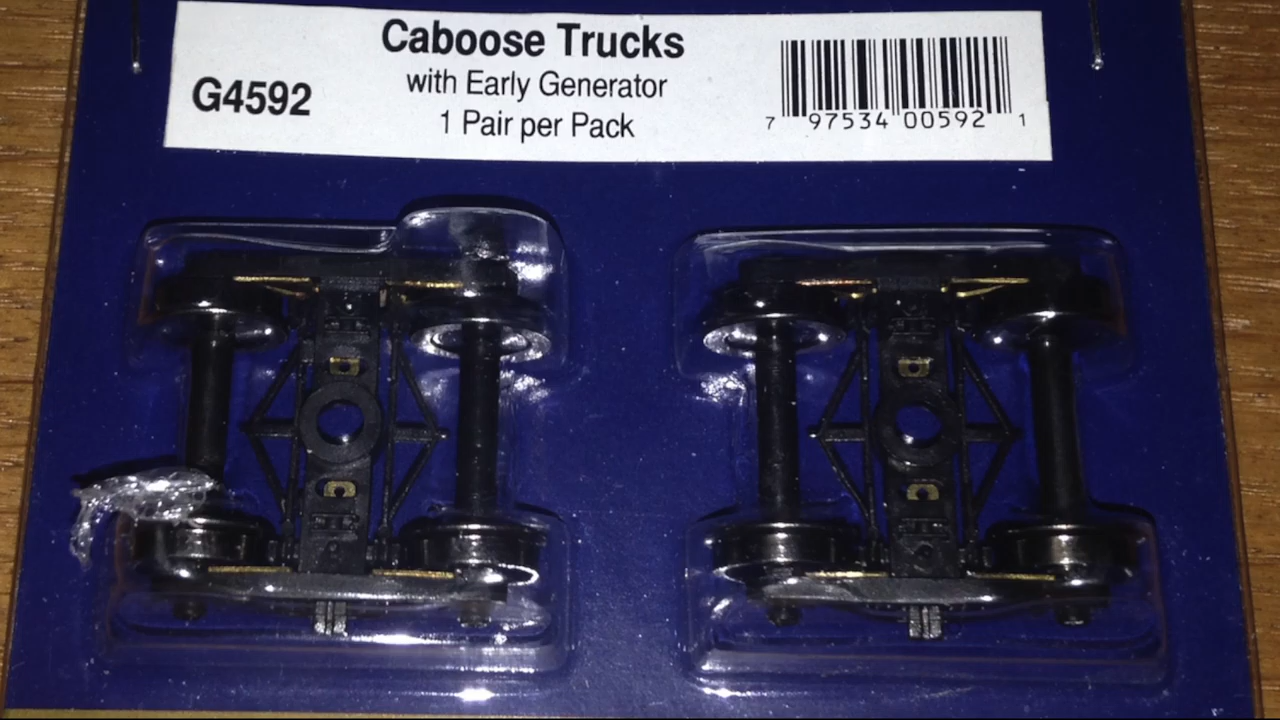 G4592
Caboose Trucks
with Early Generator
1 Pair per Pack
7 97534 00592 1